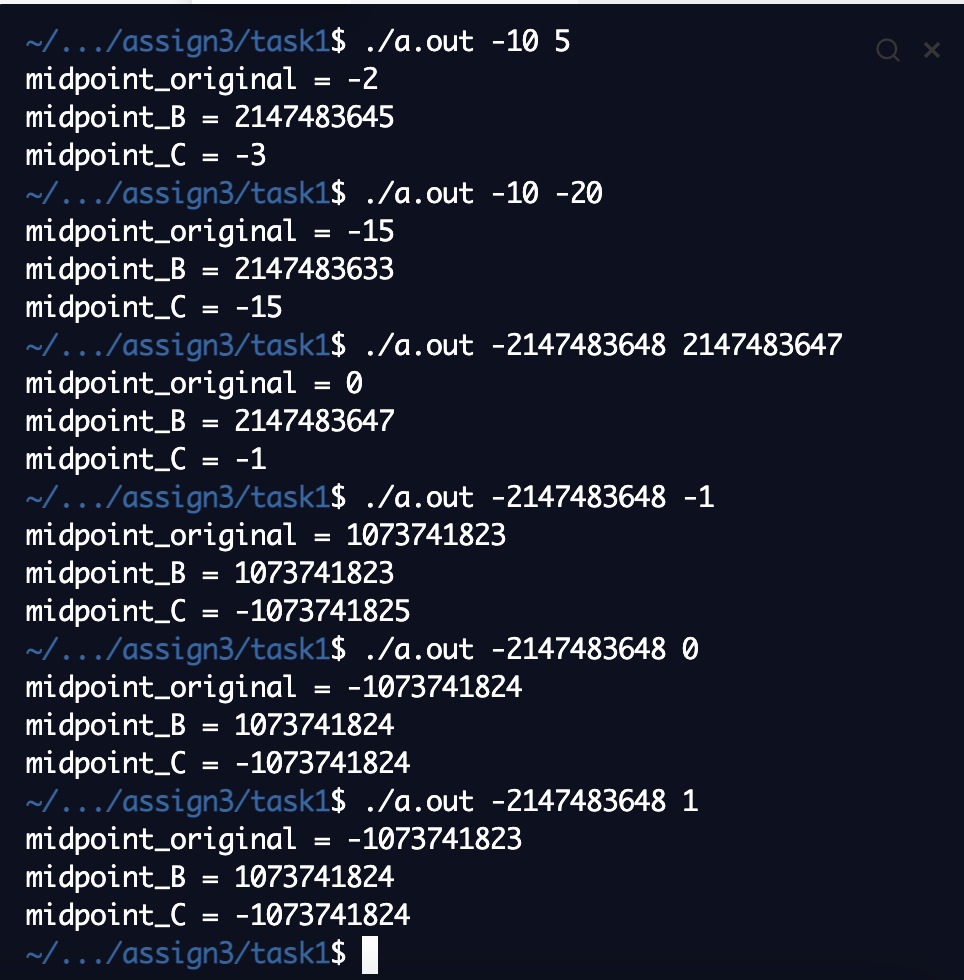 ~/.../assign3/task1$ ./a.out -10 5
midpoint_original = -2
midpoint_B = 2147483645
midpoint_C = -3
~/.../assign3/task1$ ./a.out -10 -20
midpoint_original = -15
midpoint_B = 2147483633
midpoint_C = -15
~/.../assign3/task1$ ./a.out -2147483648 2147483647
midpoint_original = 0
midpoint_B = 2147483647
midpoint_C = -1
~/.../assign3/task1$ ./a.out -2147483648 -1
midpoint_original = 1073741823
midpoint_B = 1073741823
midpoint_C = -1073741825
~/.../assign3/task1$ ./a.out -2147483648 0
midpoint_original = -1073741824
midpoint_B = 1073741824
midpoint_C = -1073741824
~/.../assign3/task1$ ./a.out -2147483648 1
midpoint_original = -1073741823
midpoint_B = 1073741824
midpoint_C = -1073741824
~/.../assign3/task1$